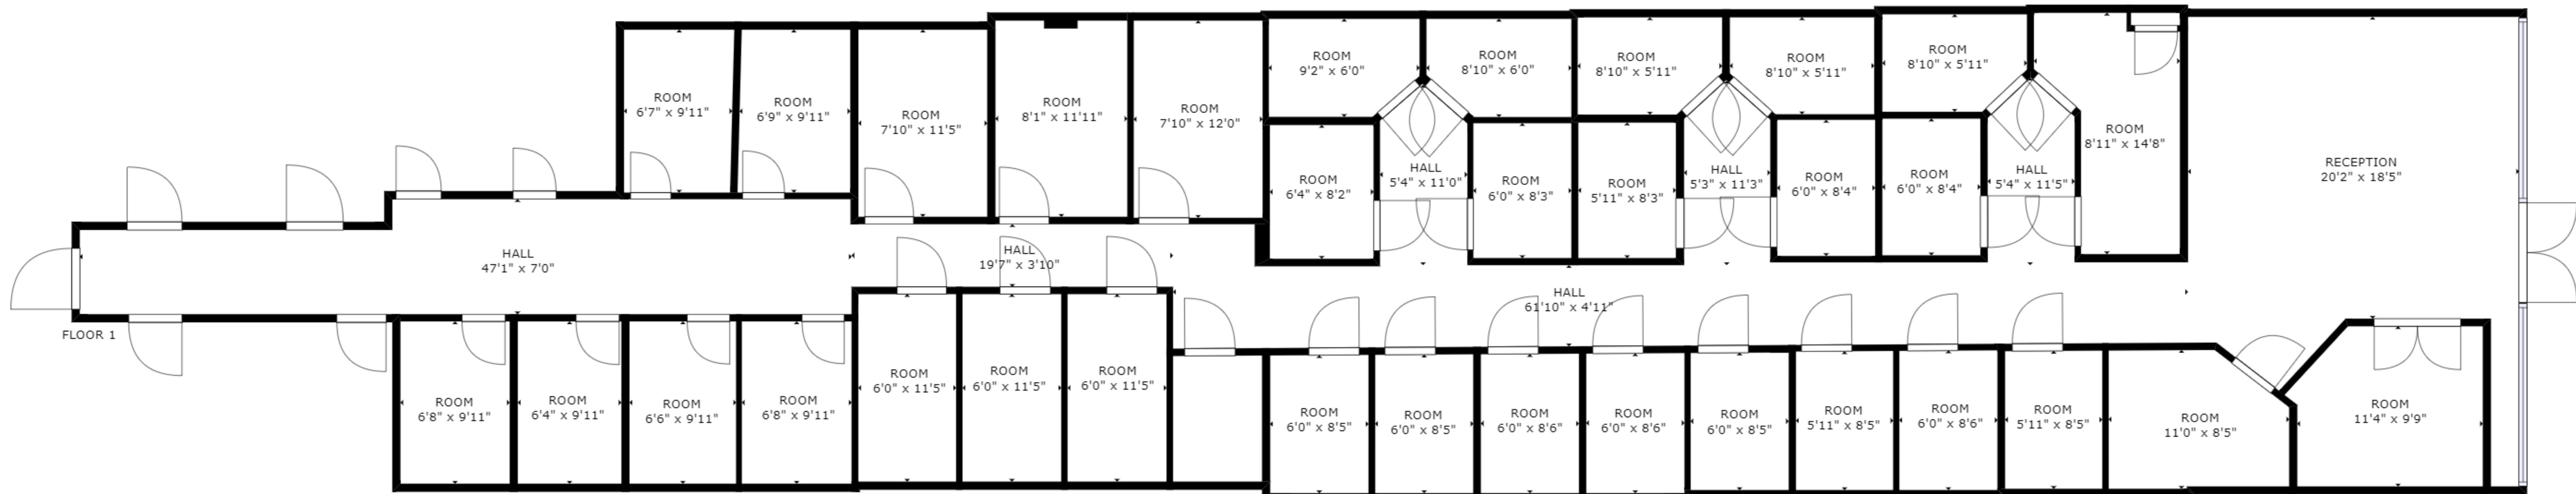 ROOM
6'7" x 9'11"
ROOM
6'9" x 9'11"
ROOM
7'10" x 11'5"
ROOM
8'1" x 11'11"
ROOM
7'10" x 12'0"
ROOM
9'2" x 6'0"
ROOM
8'10" x 6'0"
ROOM
8'10" x 5'11"
ROOM
8'10" x 5'11"
ROOM
8'10" x 5'11"
ROOM
8'11" x 14'8"
RECEPTION
20'2" x 18'5"
ROOM
6'4" x 8'2"
HALL
5'4" x 11'0"
ROOM
6'0" x 8'3"
ROOM
5'11" x 8'3"
HALL
5'3" x 11'3"
ROOM
6'0" x 8'4"
ROOM
6'0" x 8'4"
HALL
5'4" x 11'5"
HALL
47'1" x 7'0"
HALL
19'7" x 3'10"
HALL
61'10" x 4'11"
FLOOR 1
ROOM
6'8" x 9'11"
ROOM
6'4" x 9'11"
ROOM
6'6" x 9'11"
ROOM
6'8" x 9'11"
ROOM
6'0" x 11'5"
ROOM
6'0" x 11'5"
ROOM
6'0" x 11'5"
ROOM
6'0" x 8'5"
ROOM
6'0" x 8'5"
ROOM
6'0" x 8'6"
ROOM
6'0" x 8'6"
ROOM
6'0" x 8'5"
ROOM
5'11" x 8'5"
ROOM
6'0" x 8'6"
ROOM
5'11" x 8'5"
ROOM
11'0" x 8'5"
ROOM
11'4" x 9'9"